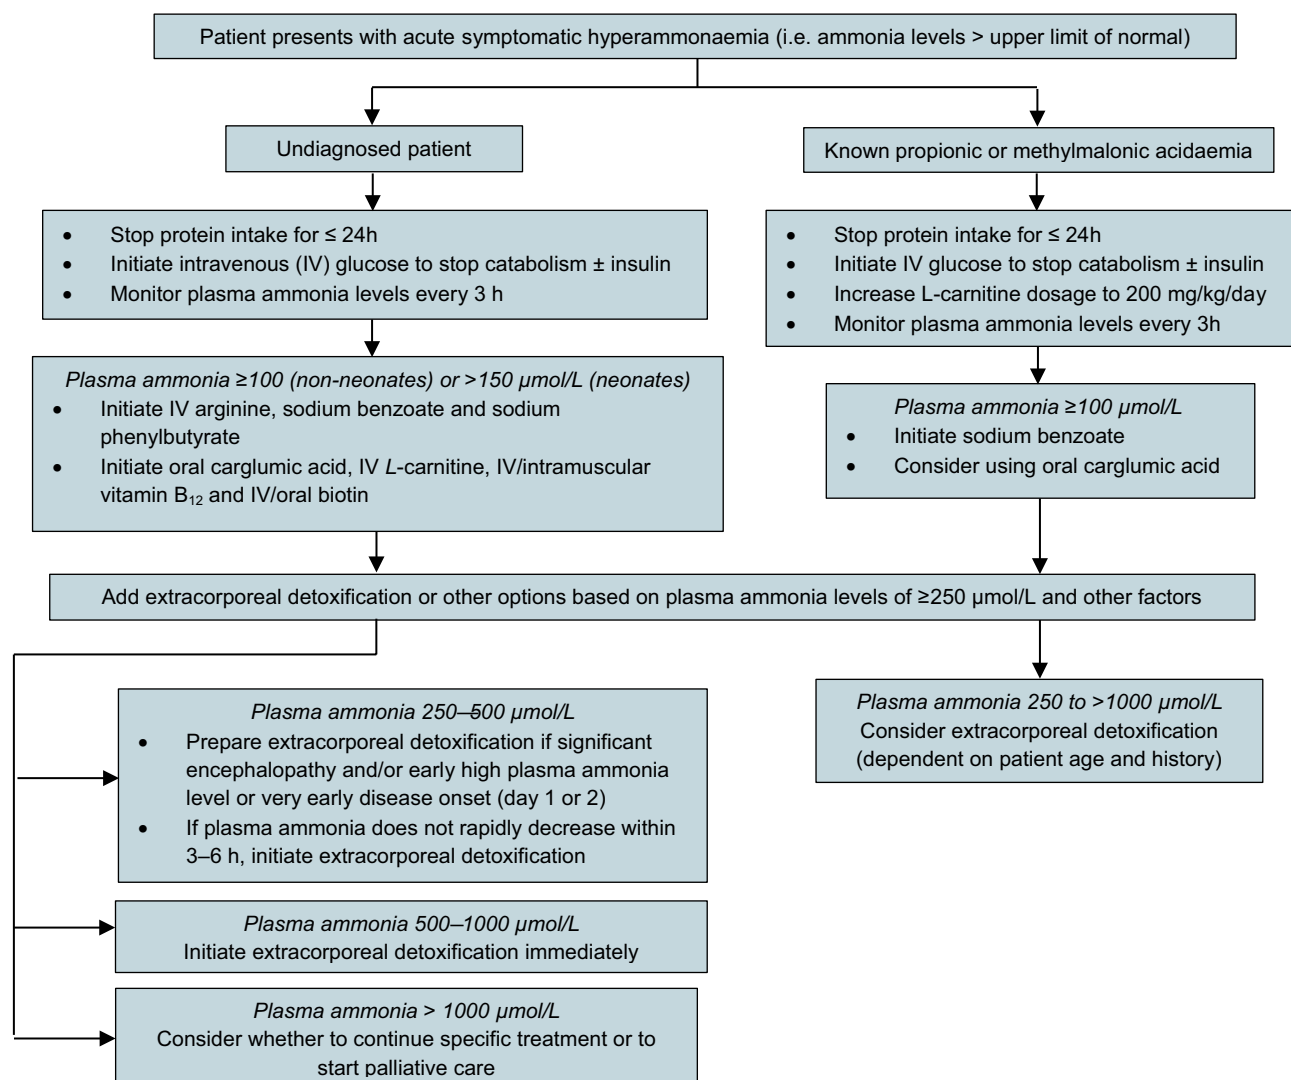 Patient presents with acute symptomatic hyperammonaemia (i.e. ammonia levels > upper limit of normal)
Undiagnosed patient
Known propionic or methylmalonic acidaemia
• Stop protein intake for ≤ 24h
• Initiate intravenous (IV) glucose to stop catabolism ± insulin
• Monitor plasma ammonia levels every 3 h
• Stop protein intake for ≤ 24h
• Initiate IV glucose to stop catabolism ± insulin
• Increase L-carnitine dosage to 200 mg/kg/day
• Monitor plasma ammonia levels every 3h
Plasma ammonia ≥100 (non-neonates) or >150 µmol/L (neonates)
• Initiate IV arginine, sodium benzoate and sodium
phenylbutyrate
• Initiate oral carglumic acid, IV L-carnitine, IV/intramuscular
vitamin B₁₂ and IV/oral biotin
Plasma ammonia ≥100 µmol/L
• Initiate sodium benzoate
• Consider using oral carglumic acid
Add extracorporeal detoxification or other options based on plasma ammonia levels of ≥250 µmol/L and other factors
Plasma ammonia 250–500 µmol/L
• Prepare extracorporeal detoxification if significant
encephalopathy and/or early high plasma ammonia
level or very early disease onset (day 1 or 2)
• If plasma ammonia does not rapidly decrease within
3–6 h, initiate extracorporeal detoxification
Plasma ammonia 250 to >1000 µmol/L
Consider extracorporeal detoxification
(dependent on patient age and history)
Plasma ammonia 500–1000 µmol/L
Initiate extracorporeal detoxification immediately
Plasma ammonia > 1000 µmol/L
Consider whether to continue specific treatment or to
start palliative care